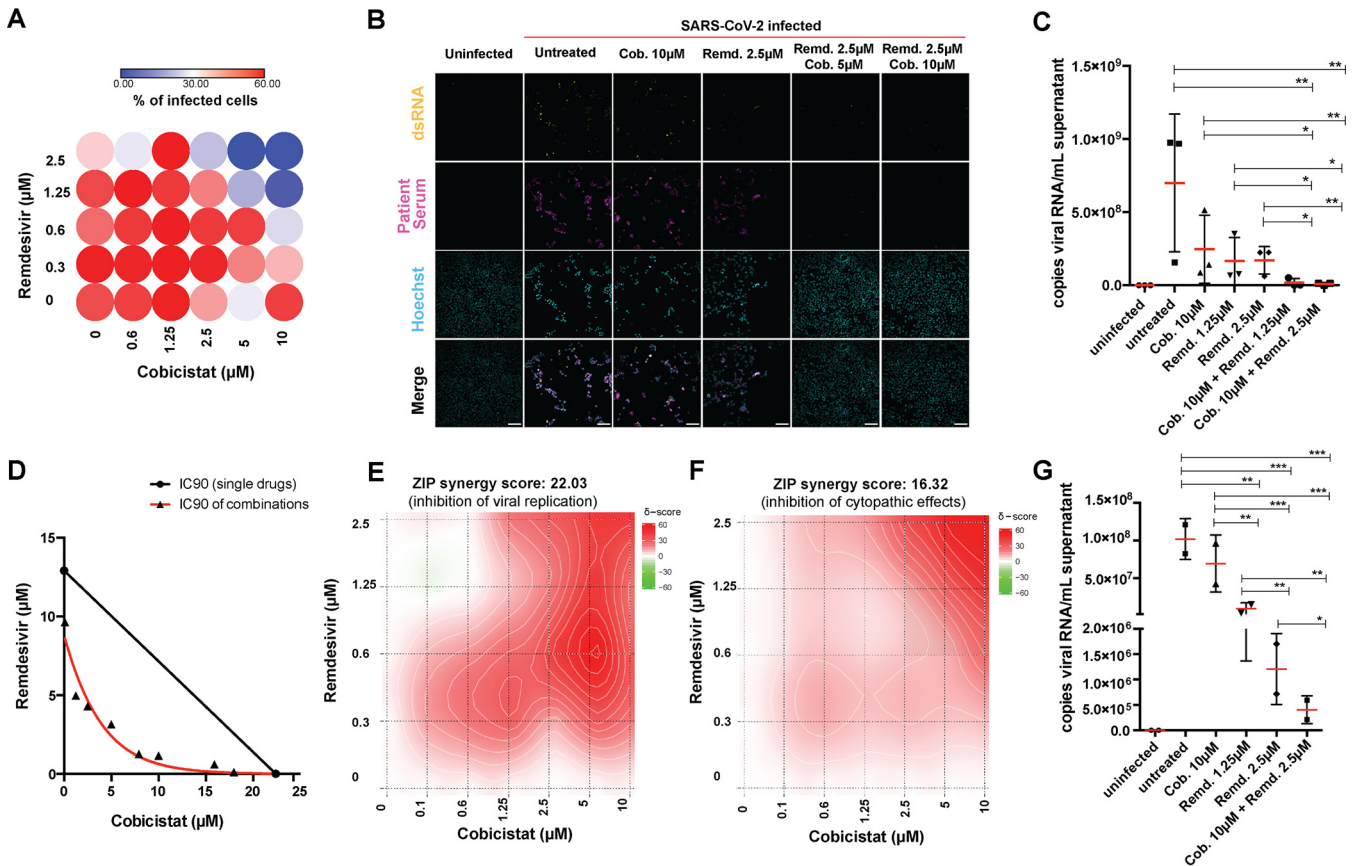 A
0.00
30.00
60.00
% of infected cells
Remdesivir (µM)
2.5
1.25
0.6
0.3
0
0
0.6
1.25
2.5
5
10
Cobicistat (µM)
B
SARS-CoV-2 infected
Uninfected
Untreated
Cob. 10µM
Remd. 2.5µM
Remd. 2.5µM
Cob. 5µM
Remd. 2.5µM
Cob. 10µM
dsRNA
Patient
Serum
Hoechst
Merge
C
copies viral RNA/mL supernatant
1.5×10⁹
1.0×10⁹
5.0×10⁸
0.0
**
**
**
*
*
*
**
*
uninfected
untreated
Cob. 10µM
Remd. 1.25µM
Remd. 2.5µM
Cob. 10µM + Remd. 1.25µM
Cob. 10µM + Remd. 2.5µM
D
IC90 (single drugs)
IC90 of combinations
Remdesivir (µM)
15
10
5
0
0
5
10
15
20
25
Cobicistat (µM)
E
ZIP synergy score: 22.03
(inhibition of viral replication)
δ−score
60
30
0
−30
−60
Remdesivir (µM)
2.5
1.25
0.6
0.3
0
0
0.1
0.6
1.25
2.5
5
10
Cobicistat (µM)
F
ZIP synergy score: 16.32
(inhibition of cytopathic effects)
δ−score
60
30
0
−30
−60
Remdesivir (µM)
2.5
1.25
0.6
0.3
0
0
0.1
0.6
1.25
2.5
5
10
Cobicistat (µM)
G
copies viral RNA/mL supernatant
1.5×10⁸
1.0×10⁸
5.0×10⁷
2.0×10⁶
1.5×10⁶
1.0×10⁶
5.0×10⁵
0.0
***
***
**
***
***
**
**
**
*
uninfected
untreated
Cob. 10µM
Remd. 1.25µM
Remd. 2.5µM
Cob. 10µM + Remd. 2.5µM